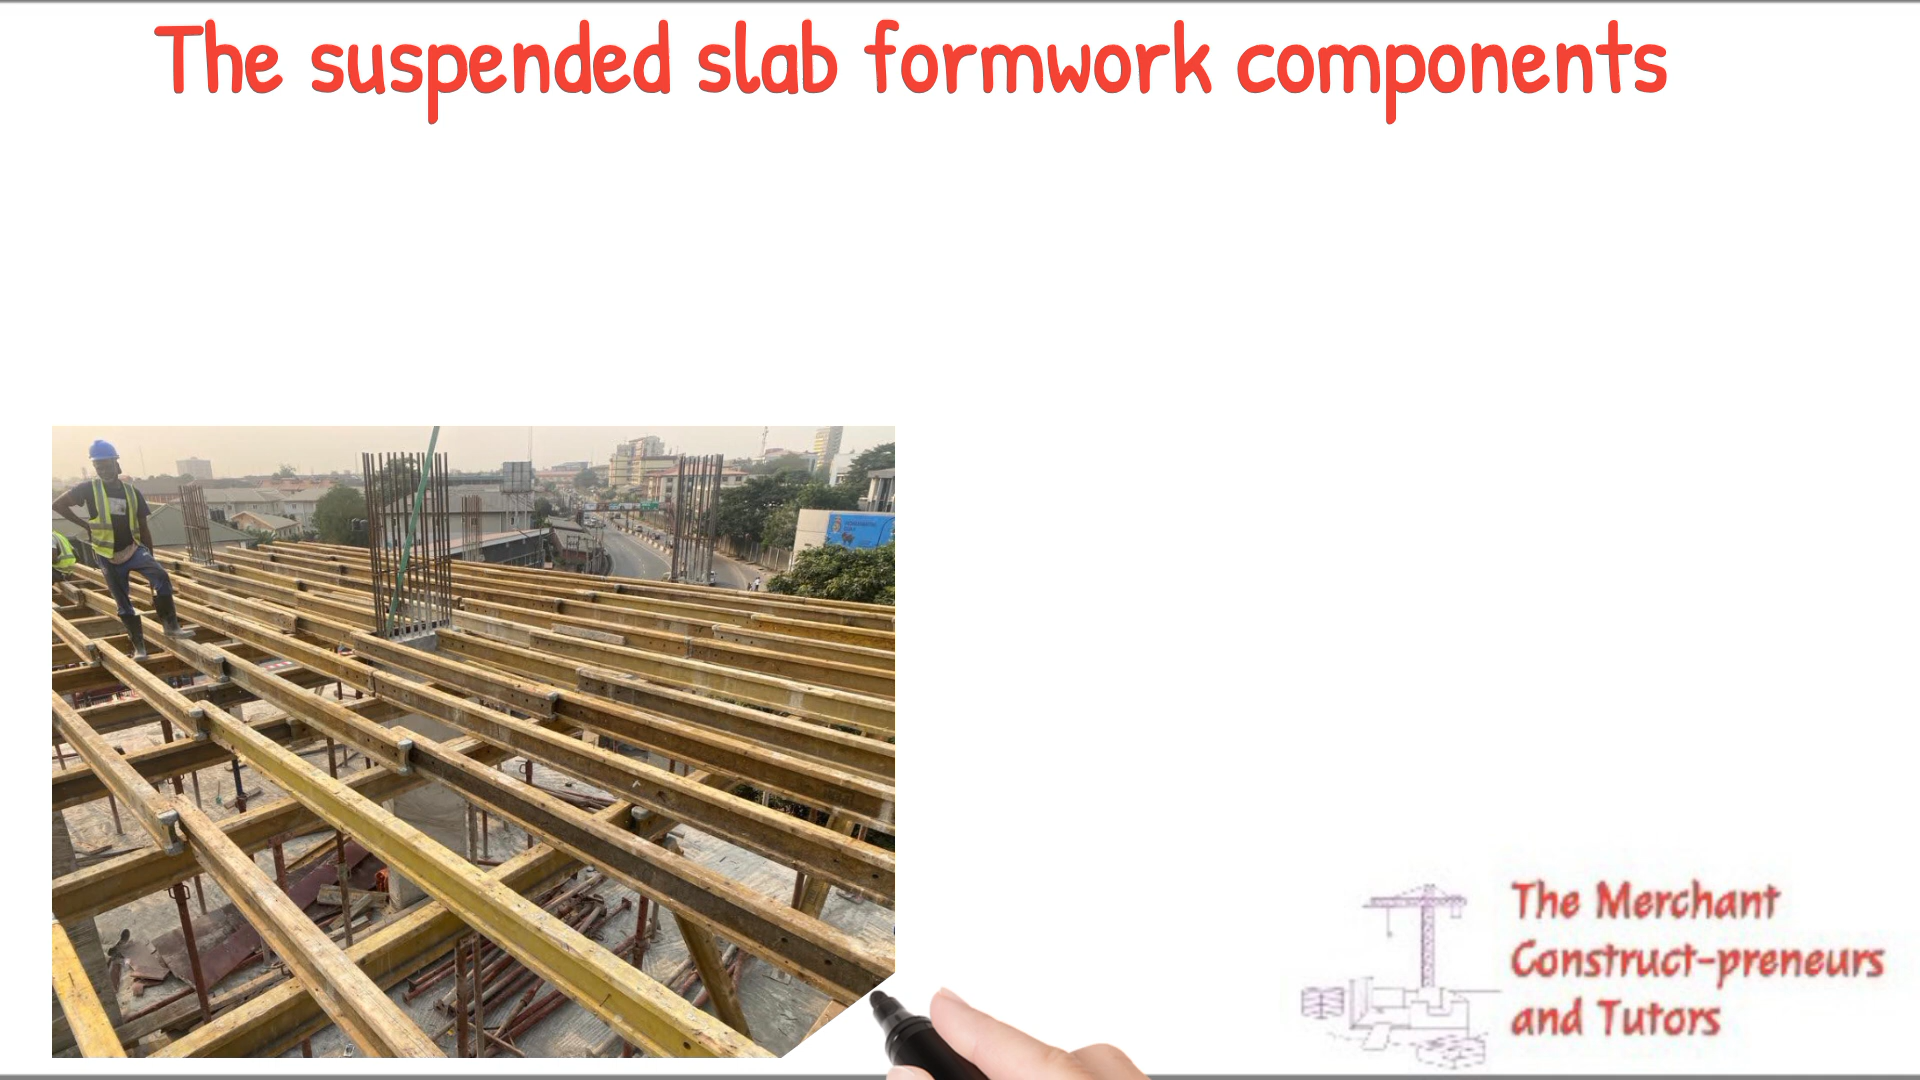 The suspended slab formwork components
The Merchant
Construct-preneurs
and Tutors